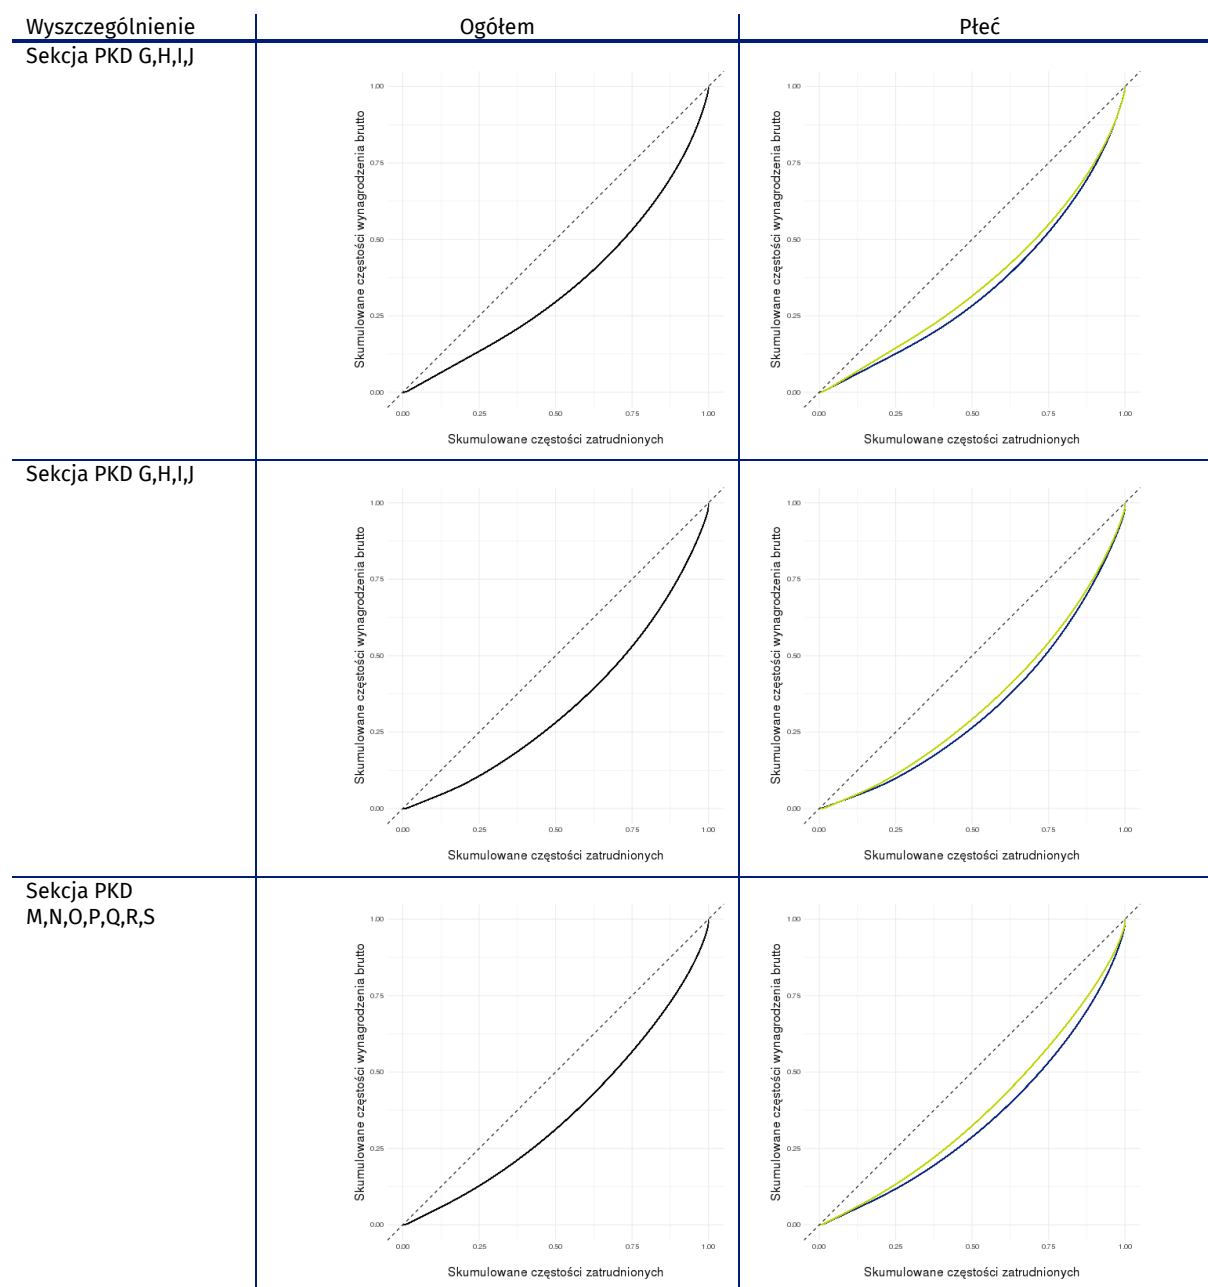 Wyszczególnienie Ogółem Płeć
Sekcja PKD G,H,I,J
Skumulowane częstości wynagrodzenia brutto
1.00
0.75
0.50
0.25
0.00
0.00 0.25 0.50 0.75 1.00
Skumulowane częstości zatrudnionych
Skumulowane częstości wynagrodzenia brutto
1.00
0.75
0.50
0.25
0.00
0.00 0.25 0.50 0.75 1.00
Skumulowane częstości zatrudnionych
Sekcja PKD G,H,I,J
Skumulowane częstości wynagrodzenia brutto
1.00
0.75
0.50
0.25
0.00
0.00 0.25 0.50 0.75 1.00
Skumulowane częstości zatrudnionych
Skumulowane częstości wynagrodzenia brutto
1.00
0.75
0.50
0.25
0.00
0.00 0.25 0.50 0.75 1.00
Skumulowane częstości zatrudnionych
Sekcja PKD
M,N,O,P,Q,R,S
Skumulowane częstości wynagrodzenia brutto
1.00
0.75
0.50
0.25
0.00
0.00 0.25 0.50 0.75 1.00
Skumulowane częstości zatrudnionych
Skumulowane częstości wynagrodzenia brutto
1.00
0.75
0.50
0.25
0.00
0.00 0.25 0.50 0.75 1.00
Skumulowane częstości zatrudnionych